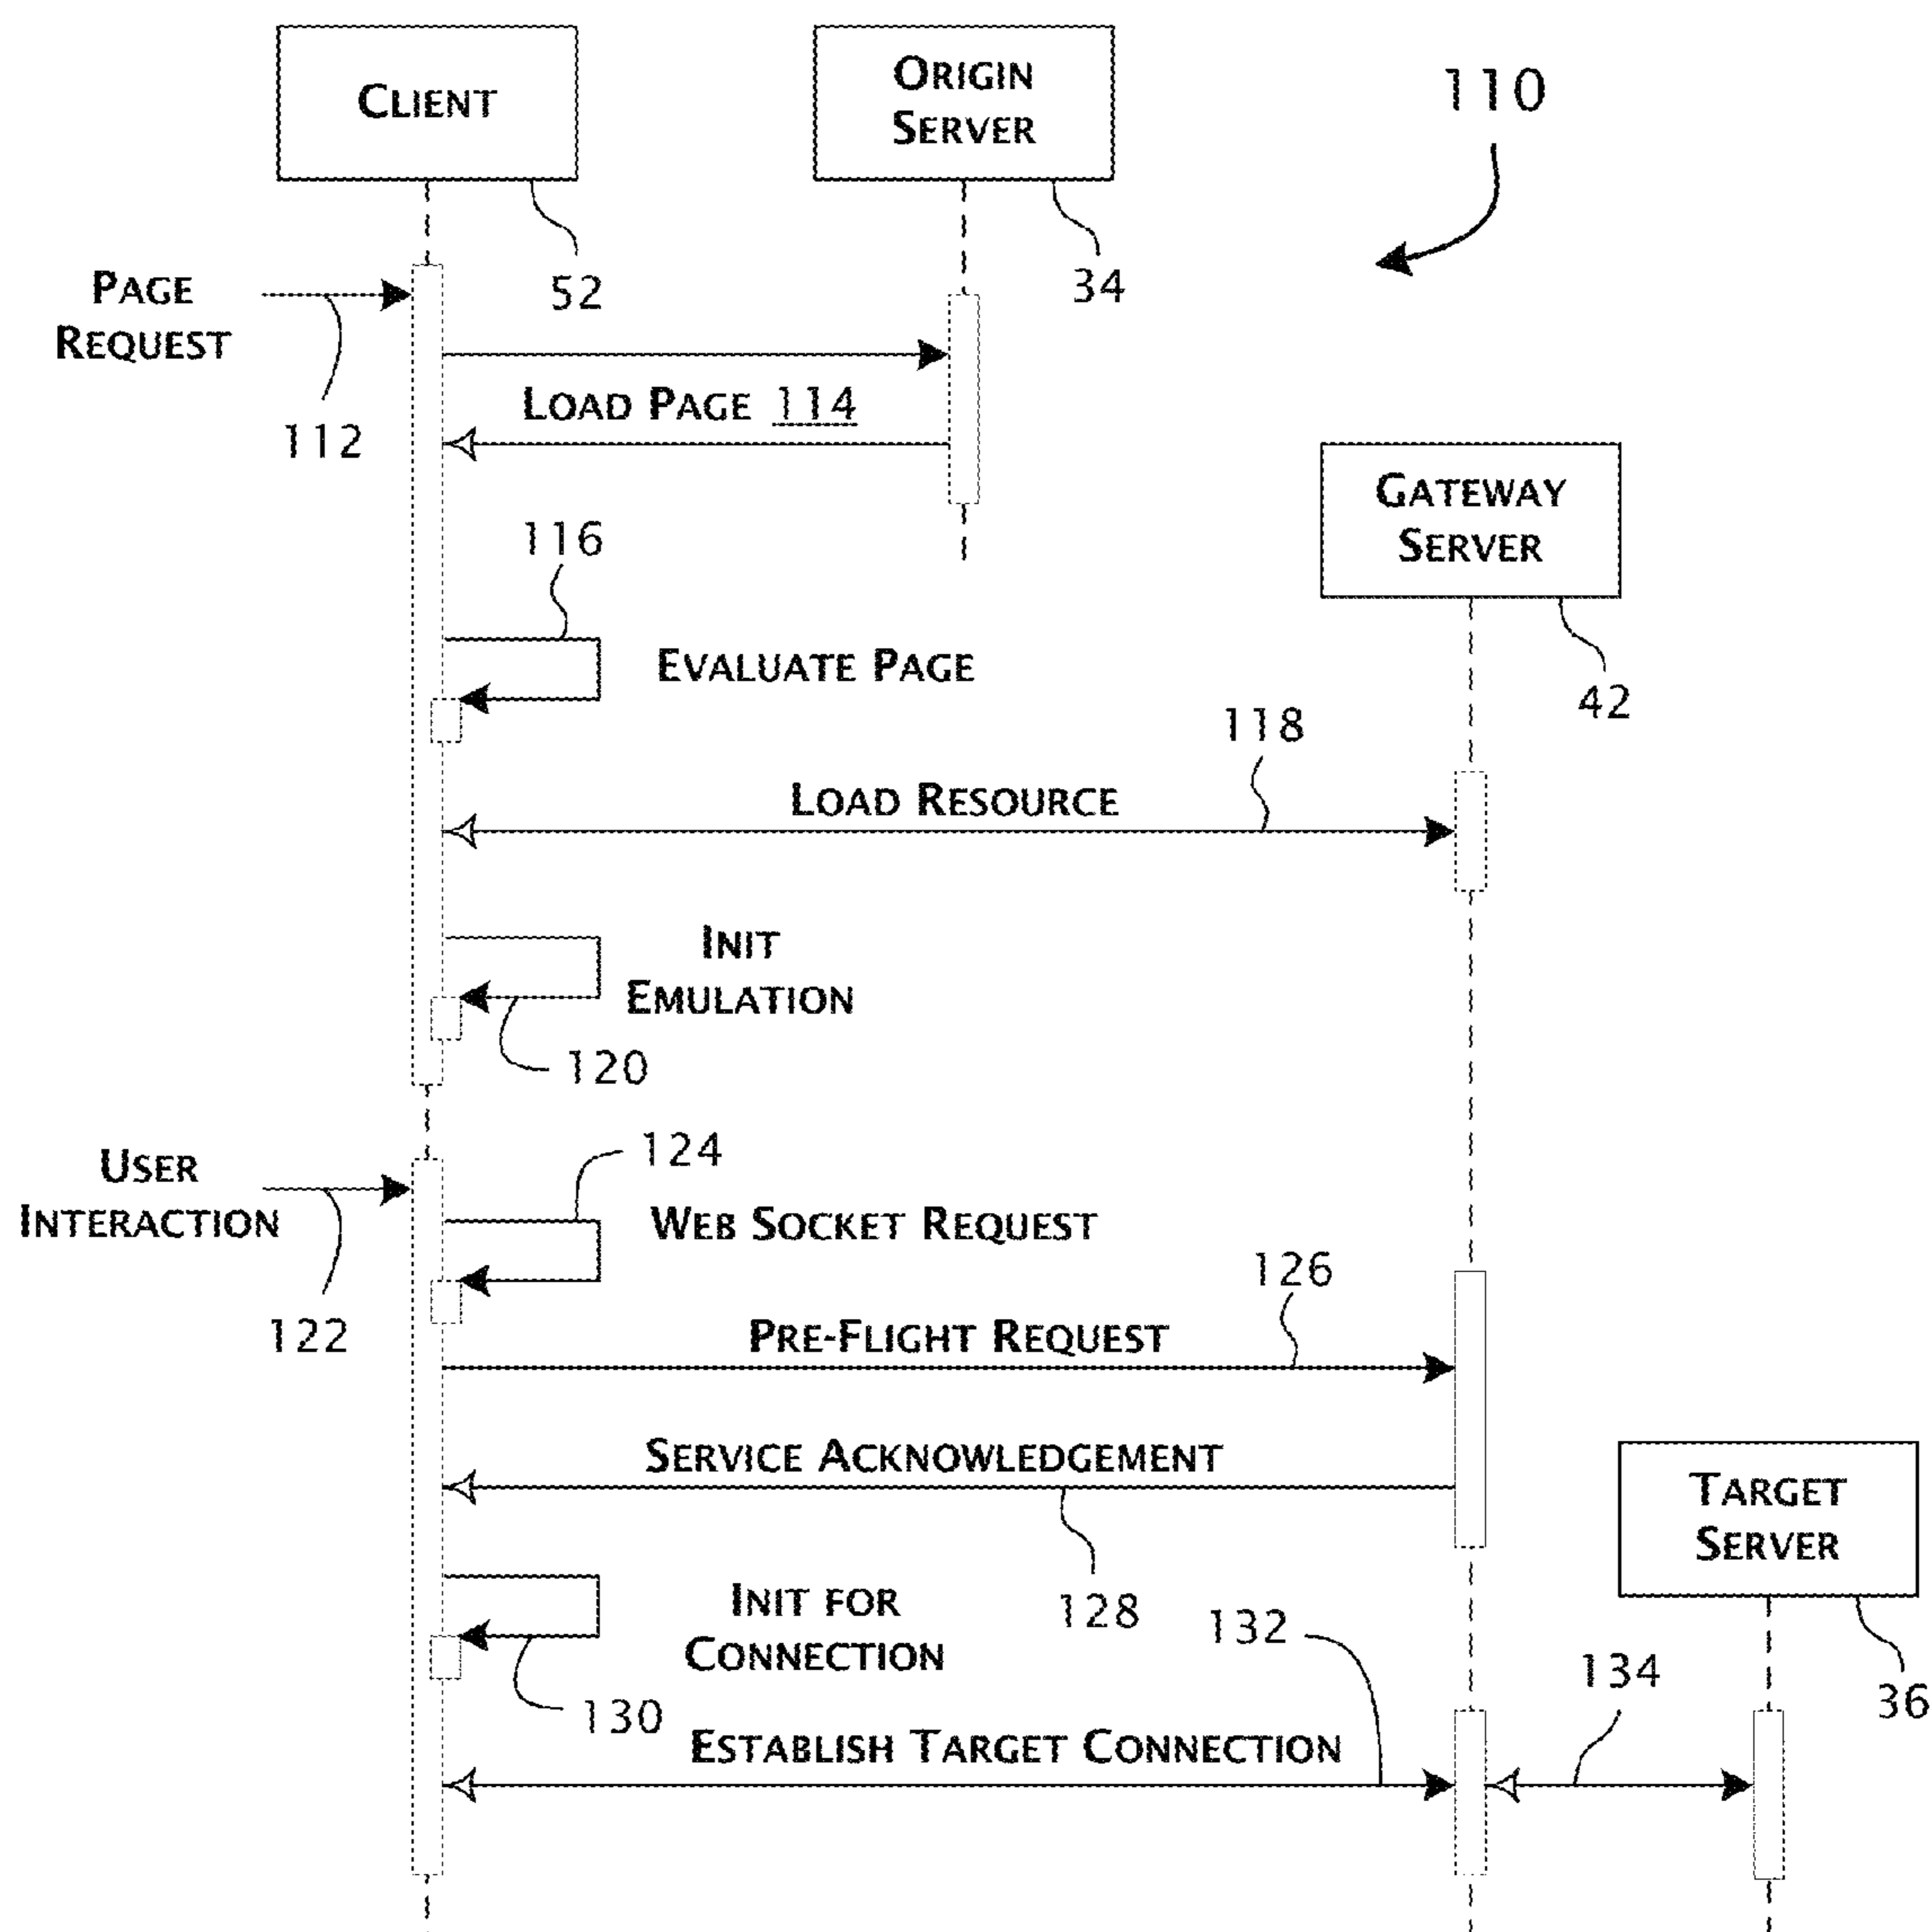 CLIENT
ORIGIN
SERVER
110
52
34
PAGE
REQUEST
112
LOAD PAGE 114
GATEWAY
SERVER
42
116
EVALUATE PAGE
118
LOAD RESOURCE
INIT
EMULATION
120
USER
INTERACTION
122
124
WEB SOCKET REQUEST
126
PRE-FLIGHT REQUEST
SERVICE ACKNOWLEDGEMENT
128
TARGET
SERVER
36
INIT FOR
CONNECTION
130
132
134
ESTABLISH TARGET CONNECTION